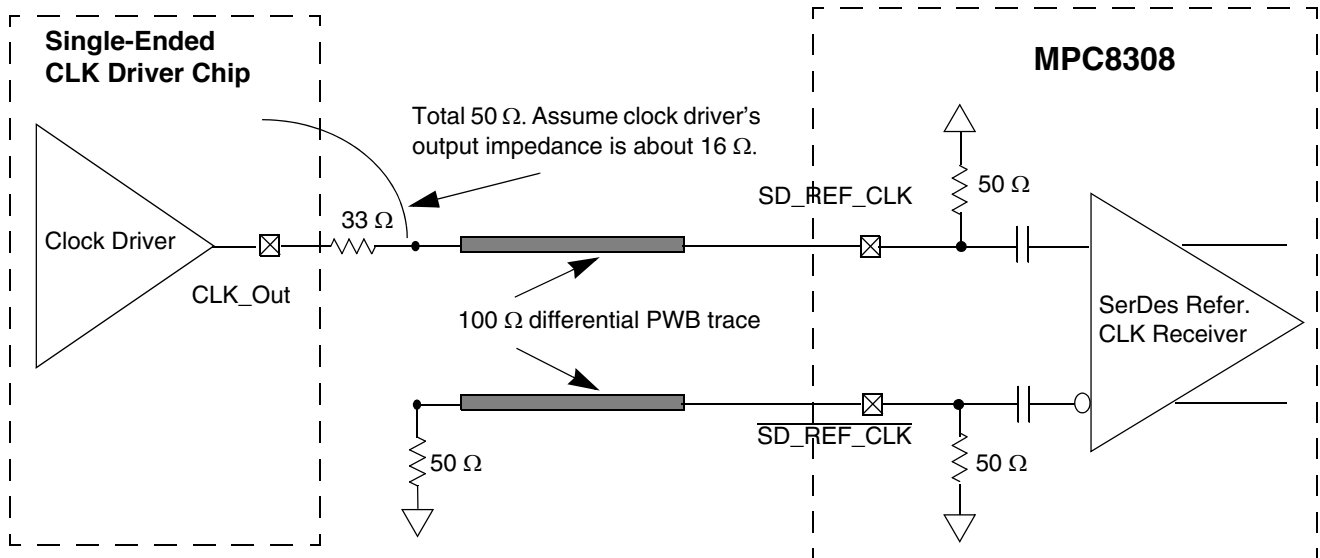 Single-Ended
CLK Driver Chip
MPC8308
Total 50 Ω. Assume clock driver's
output impedance is about 16 Ω.
SD_REF_CLK
50 Ω
33 Ω
Clock Driver
CLK_Out
100 Ω differential PWB trace
SerDes Refer.
CLK Receiver
SD_REF_CLK
50 Ω
50 Ω